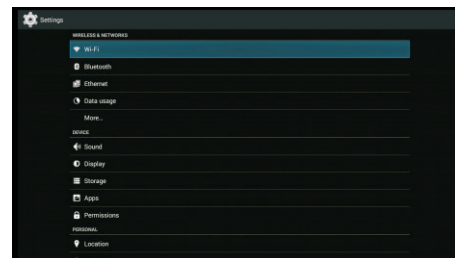 Settings
WIRELESS & NETWORKS
Wi-Fi
Bluetooth
Ethernet
Data usage
More...
DEVICE
Sound
Display
Storage
Apps
Permissions
PERSONAL
Location